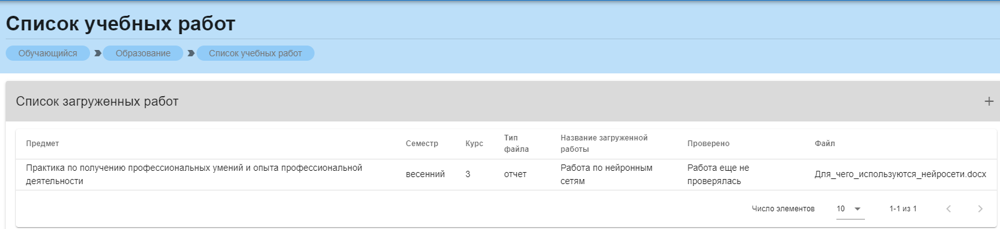 Список учебных работ
Обучающийся Образование Список учебных работ
Список загруженных работ
Предмет Семестр Курс Тип файла Название загруженной работы Проверено Файл
Практика по получению профессиональных умений и опыта профессиональной деятельности весенний 3 отчет Работа по нейронным сетям Работа еще не проверялась Для_чего_используются_нейросети.docx
Число элементов 10 1-1 из 1